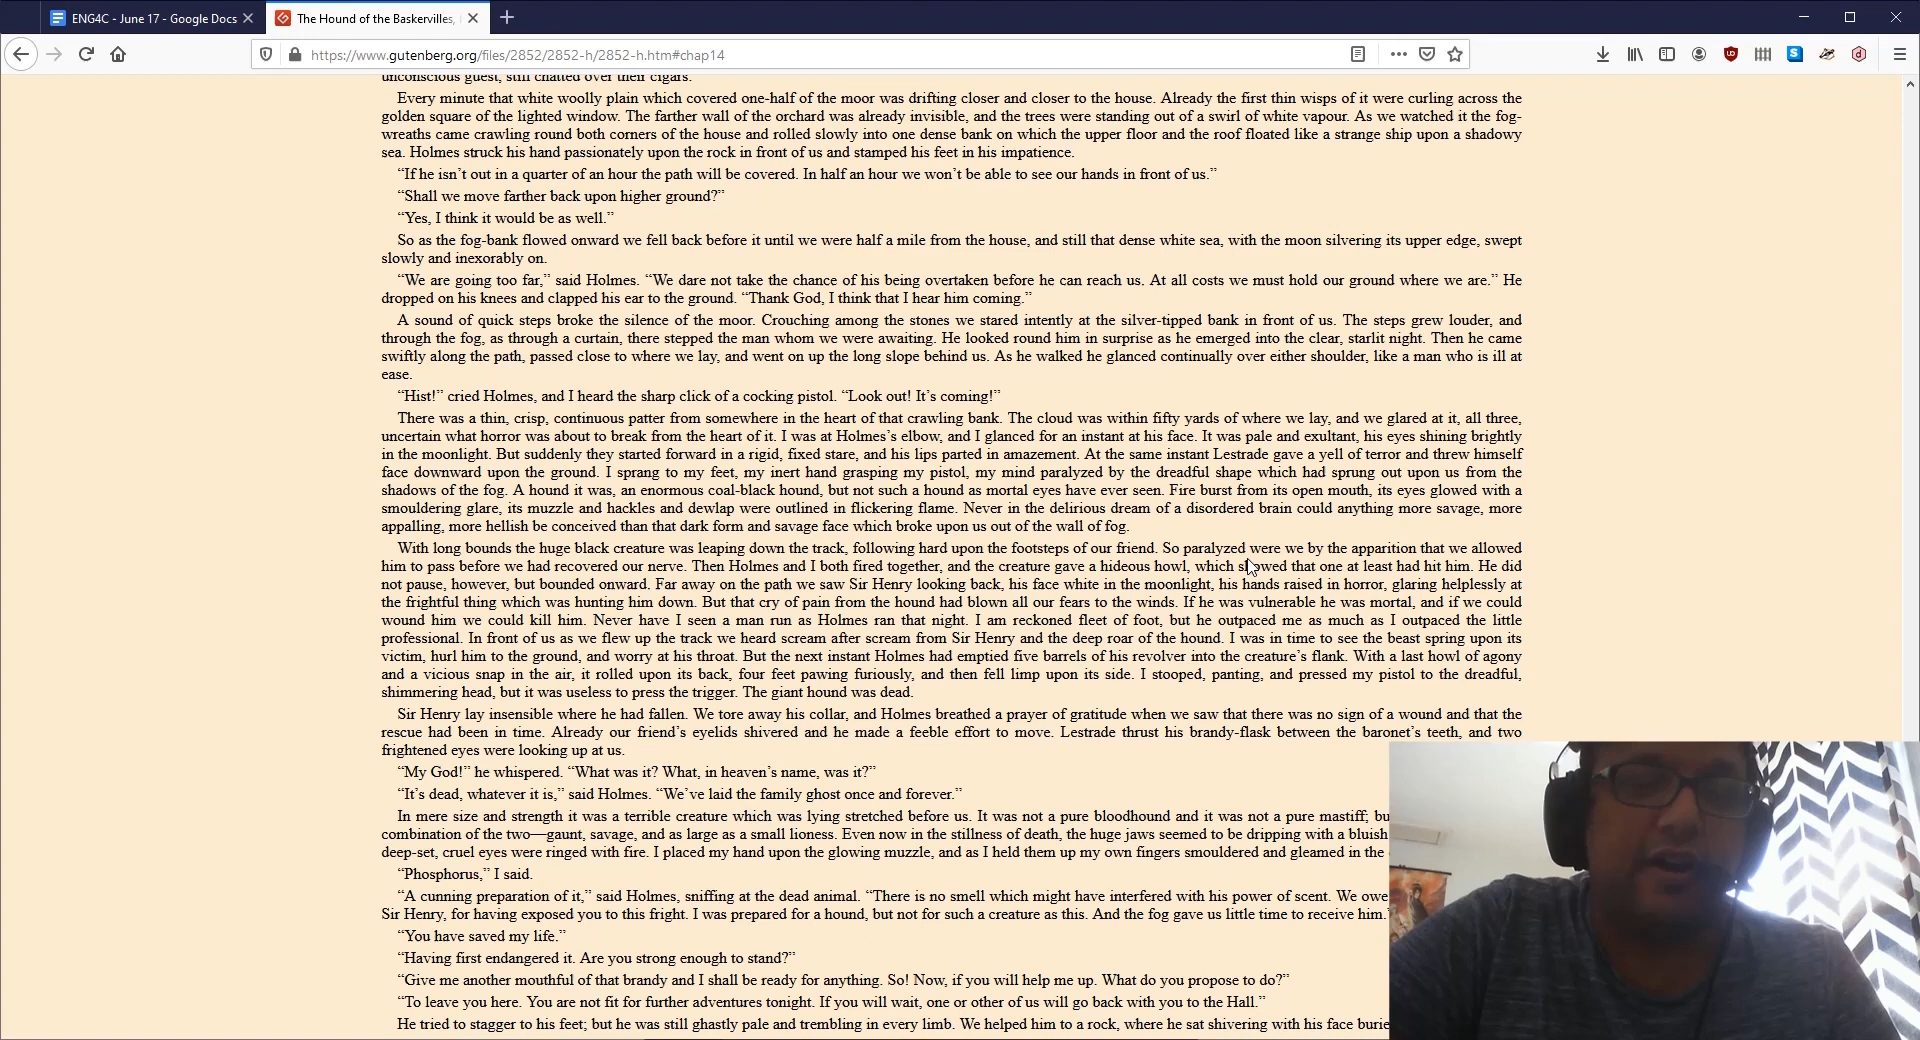 ENG4C - June 17 - Google Docs
The Hound of the Baskervilles,
https://www.gutenberg.org/files/2852/2852-h/2852-h.htm#chap14
unconscious guest, still chatted over their cigars.
Every minute that white woolly plain which covered one-half of the moor was drifting closer and closer to the house. Already the first thin wisps of it were curling across the
golden square of the lighted window. The farther wall of the orchard was already invisible, and the trees were standing out of a swirl of white vapour. As we watched it the fog-
wreaths came crawling round both corners of the house and rolled slowly into one dense bank on which the upper floor and the roof floated like a strange ship upon a shadowy
sea. Holmes struck his hand passionately upon the rock in front of us and stamped his feet in his impatience.
“If he isn’t out in a quarter of an hour the path will be covered. In half an hour we won’t be able to see our hands in front of us.”
“Shall we move farther back upon higher ground?”
“Yes, I think it would be as well.”
So as the fog-bank flowed onward we fell back before it until we were half a mile from the house, and still that dense white sea, with the moon silvering its upper edge, swept
slowly and inexorably on.
“We are going too far,” said Holmes. “We dare not take the chance of his being overtaken before he can reach us. At all costs we must hold our ground where we are.” He
dropped on his knees and clapped his ear to the ground. “Thank God, I think that I hear him coming.”
A sound of quick steps broke the silence of the moor. Crouching among the stones we stared intently at the silver-tipped bank in front of us. The steps grew louder, and
through the fog, as through a curtain, there stepped the man whom we were awaiting. He looked round him in surprise as he emerged into the clear, starlit night. Then he came
swiftly along the path, passed close to where we lay, and went on up the long slope behind us. As he walked he glanced continually over either shoulder, like a man who is ill at
ease.
“Hist!” cried Holmes, and I heard the sharp click of a cocking pistol. “Look out! It’s coming!”
There was a thin, crisp, continuous patter from somewhere in the heart of that crawling bank. The cloud was within fifty yards of where we lay, and we glared at it, all three,
uncertain what horror was about to break from the heart of it. I was at Holmes’s elbow, and I glanced for an instant at his face. It was pale and exultant, his eyes shining brightly
in the moonlight. But suddenly they started forward in a rigid, fixed stare, and his lips parted in amazement. At the same instant Lestrade gave a yell of terror and threw himself
face downward upon the ground. I sprang to my feet, my inert hand grasping my pistol, my mind paralyzed by the dreadful shape which had sprung out upon us from the
shadows of the fog. A hound it was, an enormous coal-black hound, but not such a hound as mortal eyes have ever seen. Fire burst from its open mouth, its eyes glowed with a
smouldering glare, its muzzle and hackles and dewlap were outlined in flickering flame. Never in the delirious dream of a disordered brain could anything more savage, more
appalling, more hellish be conceived than that dark form and savage face which broke upon us out of the wall of fog.
With long bounds the huge black creature was leaping down the track, following hard upon the footsteps of our friend. So paralyzed were we by the apparition that we allowed
him to pass before we had recovered our nerve. Then Holmes and I both fired together, and the creature gave a hideous howl, which showed that one at least had hit him. He did
not pause, however, but bounded onward. Far away on the path we saw Sir Henry looking back, his face white in the moonlight, his hands raised in horror, glaring helplessly at
the frightful thing which was hunting him down. But that cry of pain from the hound had blown all our fears to the winds. If he was vulnerable he was mortal, and if we could
wound him we could kill him. Never have I seen a man run as Holmes ran that night. I am reckoned fleet of foot, but he outpaced me as much as I outpaced the little
professional. In front of us as we flew up the track we heard scream after scream from Sir Henry and the deep roar of the hound. I was in time to see the beast spring upon its
victim, hurl him to the ground, and worry at his throat. But the next instant Holmes had emptied five barrels of his revolver into the creature’s flank. With a last howl of agony
and a vicious snap in the air, it rolled upon its back, four feet pawing furiously, and then fell limp upon its side. I stooped, panting, and pressed my pistol to the dreadful,
shimmering head, but it was useless to press the trigger. The giant hound was dead.
Sir Henry lay insensible where he had fallen. We tore away his collar, and Holmes breathed a prayer of gratitude when we saw that there was no sign of a wound and that the
rescue had been in time. Already our friend’s eyelids shivered and he made a feeble effort to move. Lestrade thrust his brandy-flask between the baronet’s teeth, and two
frightened eyes were looking up at us.
“My God!” he whispered. “What was it? What, in heaven’s name, was it?”
“It’s dead, whatever it is,” said Holmes. “We’ve laid the family ghost once and forever.”
In mere size and strength it was a terrible creature which was lying stretched before us. It was not a pure bloodhound and it was not a pure mastiff; bu
combination of the two—gaunt, savage, and as large as a small lioness. Even now in the stillness of death, the huge jaws seemed to be dripping with a bluish
deep-set, cruel eyes were ringed with fire. I placed my hand upon the glowing muzzle, and as I held them up my own fingers smouldered and gleamed in the
“Phosphorus,” I said.
“A cunning preparation of it,” said Holmes, sniffing at the dead animal. “There is no smell which might have interfered with his power of scent. We owe
Sir Henry, for having exposed you to this fright. I was prepared for a hound, but not for such a creature as this. And the fog gave us little time to receive him.”
“You have saved my life.”
“Having first endangered it. Are you strong enough to stand?”
“Give me another mouthful of that brandy and I shall be ready for anything. So! Now, if you will help me up. What do you propose to do?”
“To leave you here. You are not fit for further adventures tonight. If you will wait, one or other of us will go back with you to the Hall.”
He tried to stagger to his feet; but he was still ghastly pale and trembling in every limb. We helped him to a rock, where he sat shivering with his face burie